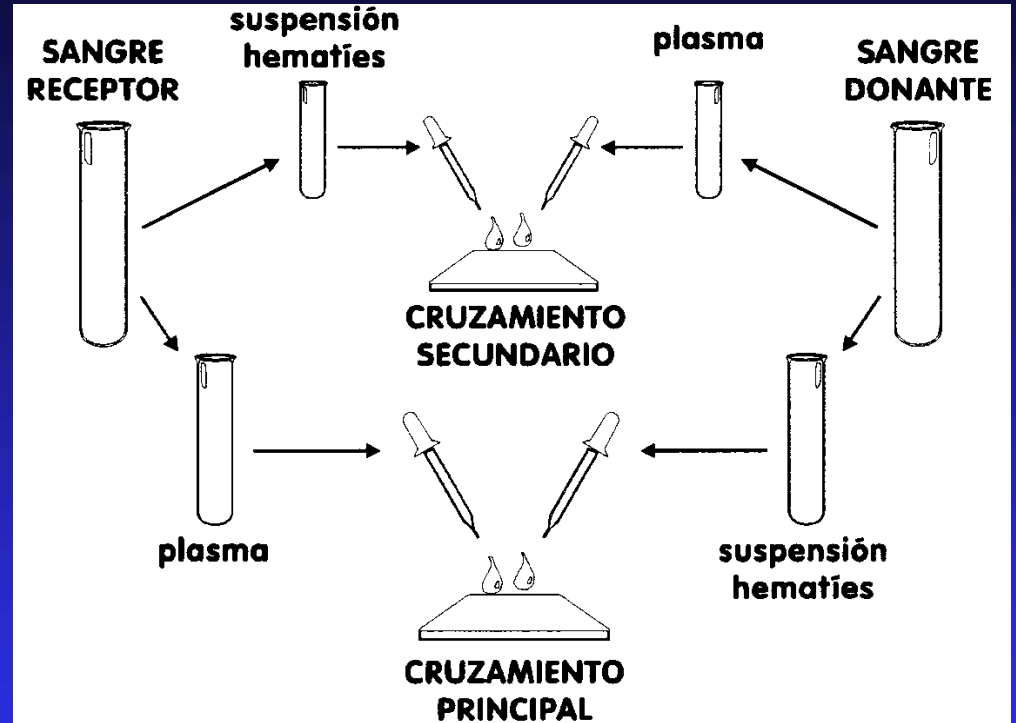 SANGRE
RECEPTOR
suspensión
hematíes
plasma
SANGRE
DONANTE
CRUZAMIENTO
SECUNDARIO
plasma
suspensión
hematíes
CRUZAMIENTO
PRINCIPAL